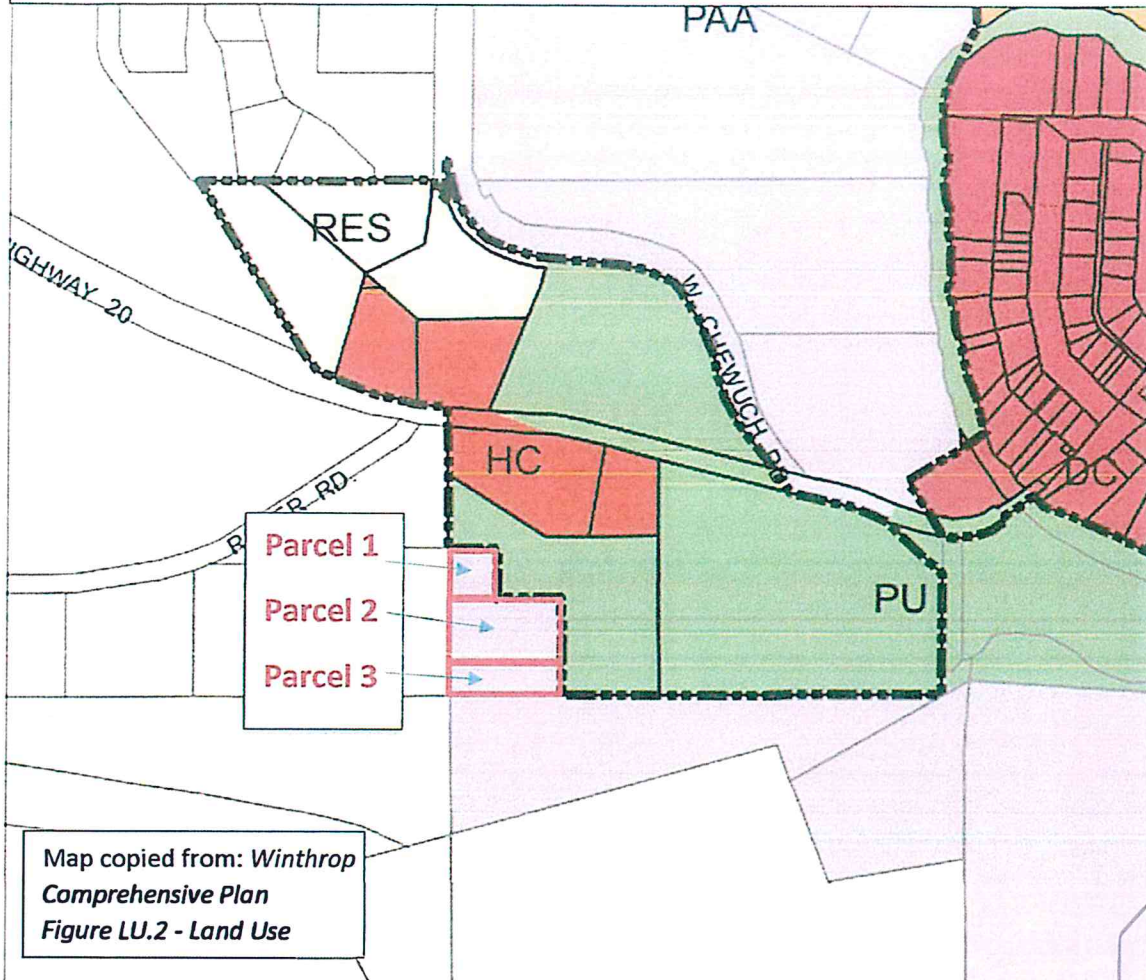 PAA
RES
HIGHWAY 20
W. CHEWUCH RD
HC
DC
RD.
Parcel 1
Parcel 2
Parcel 3
PU
Map copied from: Winthrop
Comprehensive Plan
Figure LU.2 - Land Use